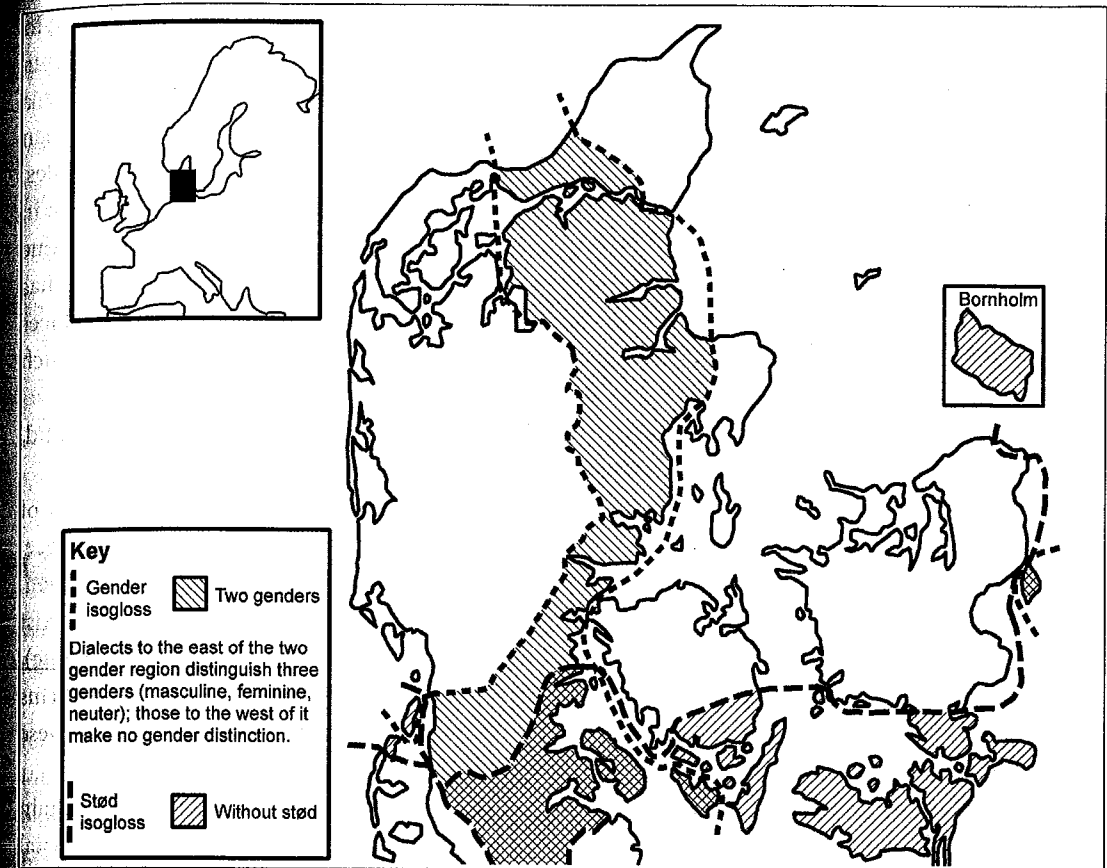 Bornholm
Key
Gender
isogloss
Two genders
Dialects to the east of the two
gender region distinguish three
genders (masculine, feminine,
neuter); those to the west of it
make no gender distinction.
Stød
isogloss
Without stød